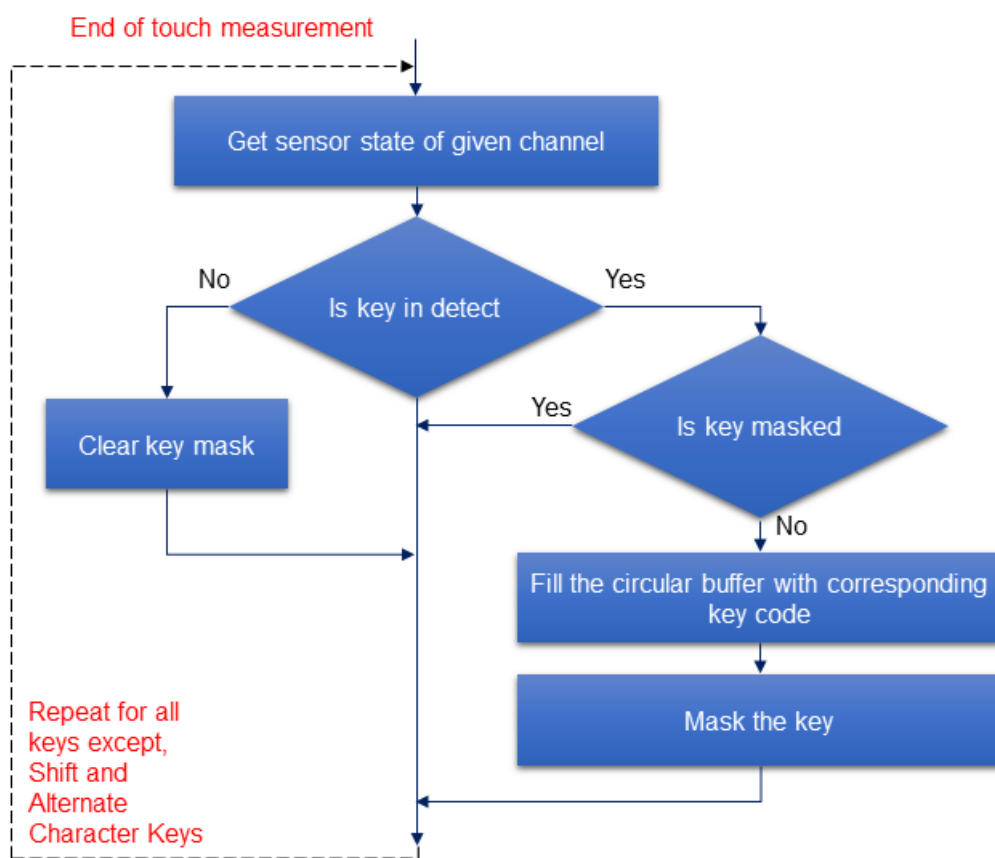 End of touch measurement
Get sensor state of given channel
No
Yes
Is key in detect
Yes
Is key masked
Clear key mask
No
Fill the circular buffer with corresponding
key code
Mask the key
Repeat for all
keys except,
Shift and
Alternate
Character Keys